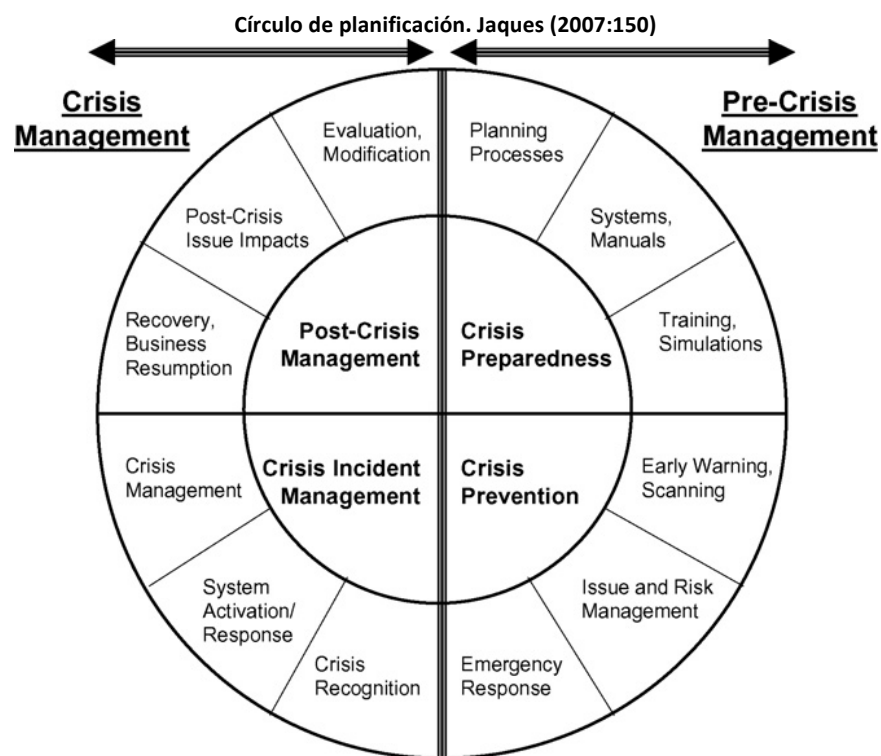 Círculo de planificación. Jaques (2007:150)
Crisis
Management
Pre-Crisis
Management
Evaluation,
Modification
Planning
Processes
Post-Crisis
Issue Impacts
Systems,
Manuals
Recovery,
Business
Resumption
Post-Crisis
Management
Crisis
Preparedness
Training,
Simulations
Crisis
Management
Crisis Incident
Management
Crisis
Prevention
Early Warning,
Scanning
System
Activation/
Response
Issue and Risk
Management
Crisis
Recognition
Emergency
Response